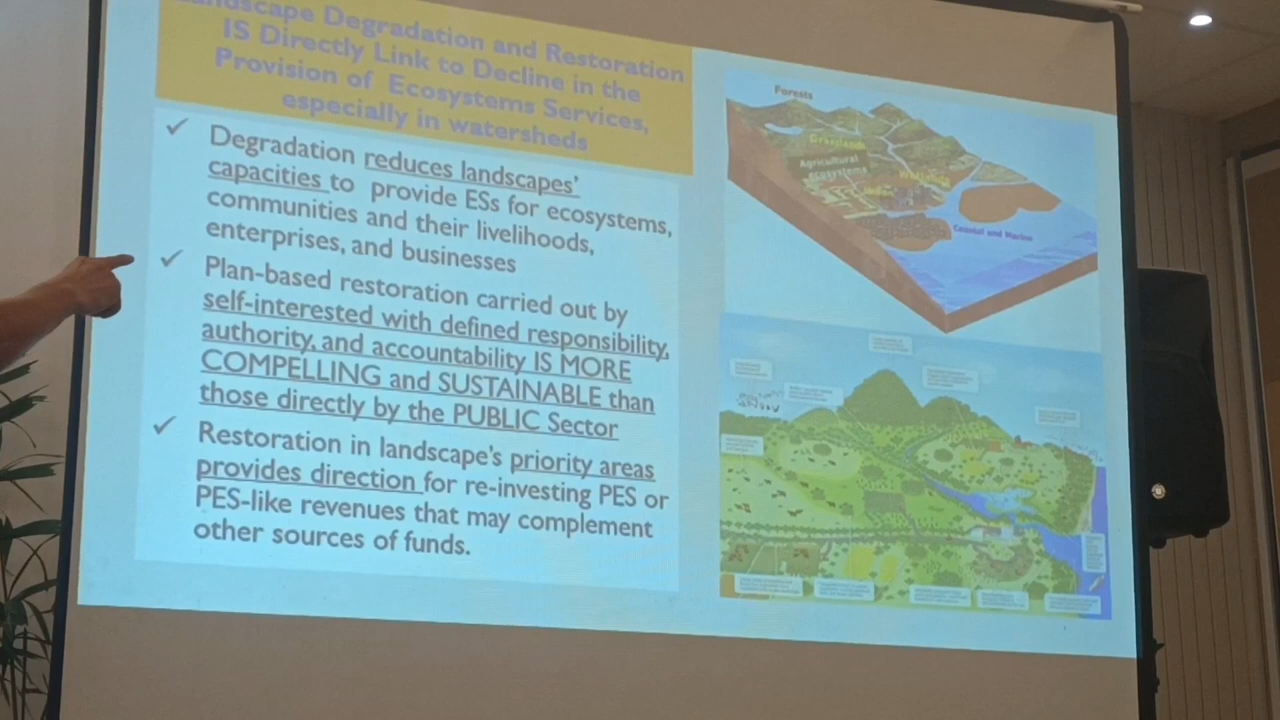 Landscape Degradation and Restoration
IS Directly Link to Decline in the
Provision of Ecosystems Services,
especially in watersheds
✓ Degradation reduces landscapes'
capacities to provide ESs for ecosystems,
communities and their livelihoods,
enterprises, and businesses
✓ Plan-based restoration carried out by
self-interested with defined responsibility,
authority, and accountability IS MORE
COMPELLING and SUSTAINABLE than
those directly by the PUBLIC Sector
✓ Restoration in landscape's priority areas
provides direction for re-investing PES or
PES-like revenues that may complement
other sources of funds.
Forests
Grasslands
Agricultural
Ecosystems
Wetlands
Urban
Coastal and Marine